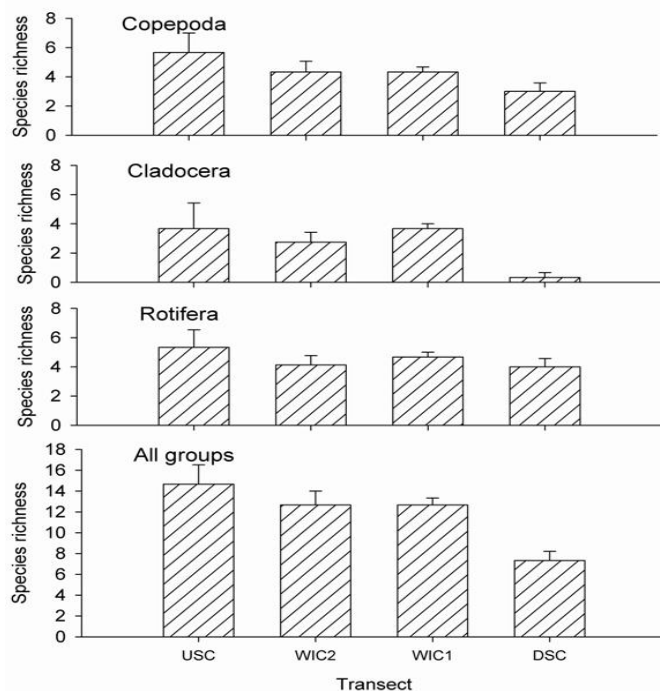 Copepoda
Species richness
8
6
4
2
0
Cladocera
Species richness
8
6
4
2
0
Rotifera
Species richness
8
6
4
2
0
All groups
Species richness
18
16
14
12
10
8
6
4
2
0
USC WIC2 WIC1 DSC
Transect